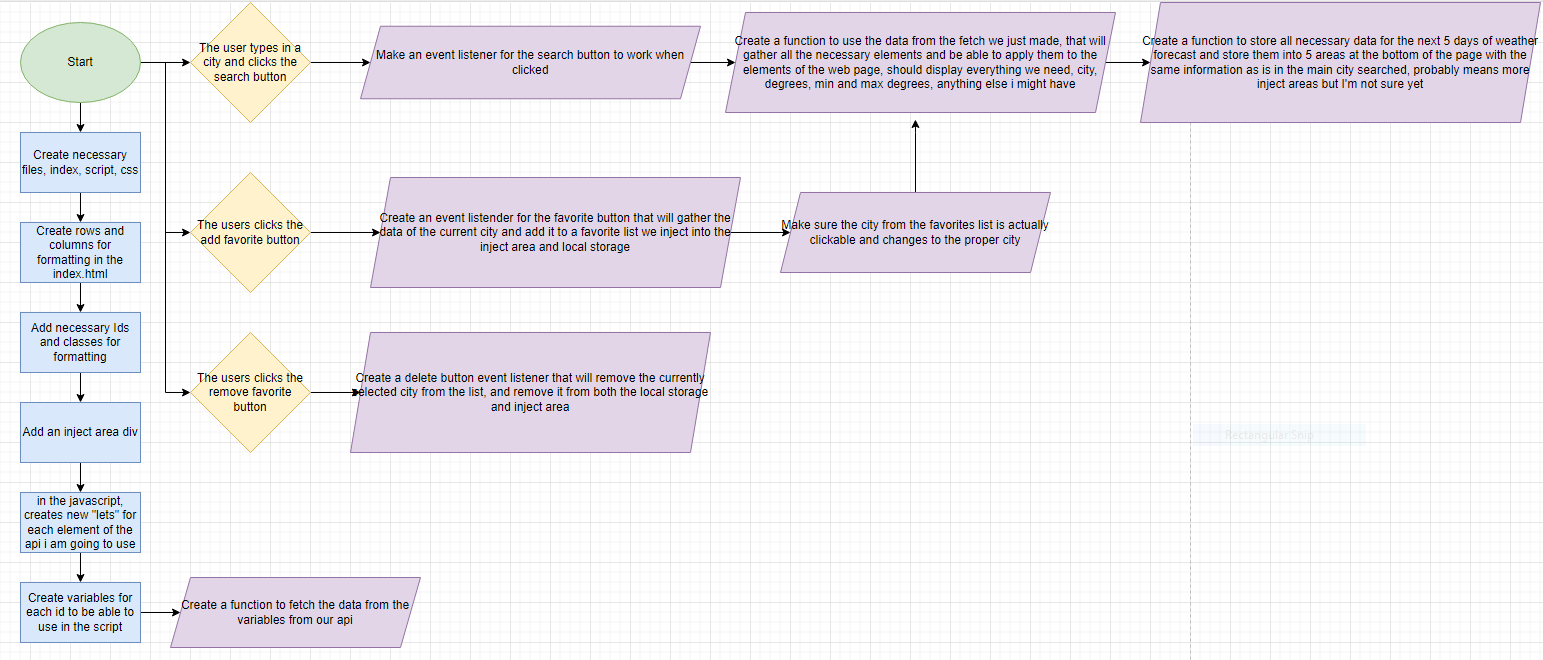 Start
The user types in a
city and clicks the
search button
Make an event listener for the search button to work when
clicked
Create a function to use the data from the fetch we just made, that will
gather all the necessary elements and be able to apply them to the
elements of the web page, should display everything we need, city,
degrees, min and max degrees, anything else i might have
Create a function to store all necessary data for the next 5 days of weather
forecast and store them into 5 areas at the bottom of the page with the
same information as is in the main city searched, probably means more
inject areas but I'm not sure yet
Create necessary
files, index, script, css
Create rows and
columns for
formatting in the
index.html
The users clicks the
add favorite button
Create an event listender for the favorite button that will gather the
data of the current city and add it to a favorite list we inject into the
inject area and local storage
Make sure the city from the favorites list is actually
clickable and changes to the proper city
Add necessary Ids
and classes for
formatting
The users clicks the
remove favorite
button
Create a delete button event listener that will remove the currently
selected city from the list, and remove it from both the local storage
and inject area
Add an inject area div
Rectangular Snip
in the javascript,
creates new "lets" for
each element of the
api i am going to use
Create variables for
each id to be able to
use in the script
Create a function to fetch the data from the
variables from our api